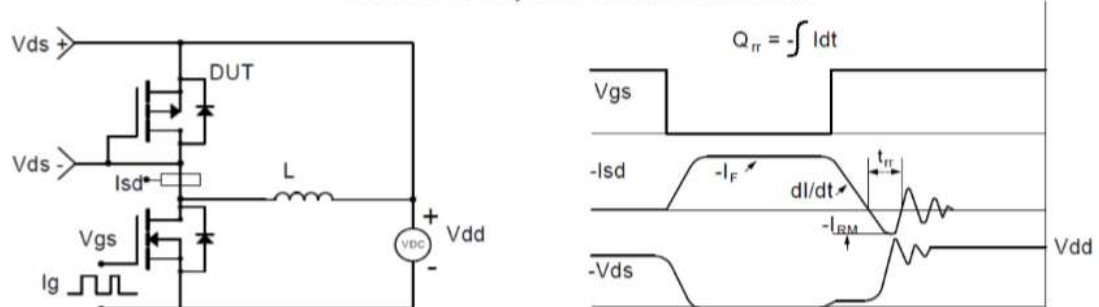 Vds +
DUT
Vds -
Isd
L
Vgs
+
VDC
Vdd
-
Ig
Qrr = -∫ Idt
Vgs
-Isd
-IF
dI/dt
trr
-IRM
-Vds
Vdd